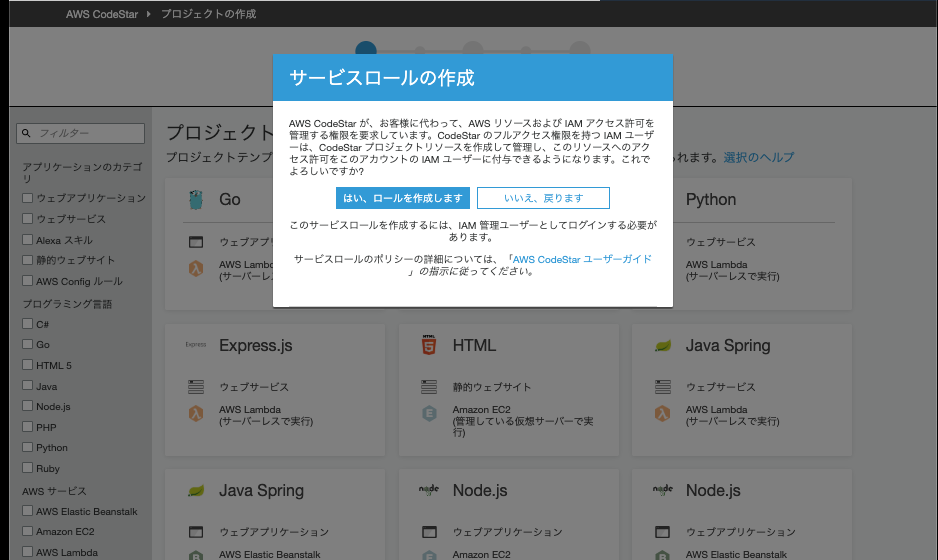 AWS CodeStar
プロジェクトの作成
サービスロールの作成
AWS CodeStar が、お客様に代わって、AWS リソースおよび IAM アクセス許可を
管理する権限を要求しています。CodeStar のフルアクセス権限を持つ IAM ユーザ
ーは、CodeStar プロジェクトリソースを作成して管理し、このリソースへのアク
セス許可をこのアカウントの IAM ユーザーに付与できるようになります。これで
よろしいですか?
はい、ロールを作成します
いいえ、戻ります
このサービスロールを作成するには、IAM 管理ユーザーとしてログインする必要が
あります。
サービスロールのポリシーの詳細については、「AWS CodeStar ユーザーガイド
」の指示に従ってください。
フィルター
アプリケーションのカテゴ
リ
ウェブアプリケーション
ウェブサービス
Alexa スキル
静的ウェブサイト
AWS Config ルール
プログラミング言語
C#
Go
HTML 5
Java
Node.js
PHP
Python
Ruby
AWS サービス
AWS Elastic Beanstalk
Amazon EC2
AWS Lambda
プロジェクト
プロジェクトテンプ
れます。選択のヘルプ
Go
ウェブアプ
AWS Lambd
(サーバーレ
Python
ウェブサービス
AWS Lambda
(サーバーレスで実行)
Express
Express.js
ウェブサービス
AWS Lambda
(サーバーレスで実行)
HTML
HTML
静的ウェブサイト
Amazon EC2
(管理している仮想サーバーで実
行)
Java Spring
ウェブサービス
AWS Lambda
(サーバーレスで実行)
Java Spring
ウェブアプリケーション
AWS Elastic Beanstalk
node
Node.js
ウェブアプリケーション
Amazon EC2
node
Node.js
ウェブアプリケーション
AWS Elastic Beanstalk